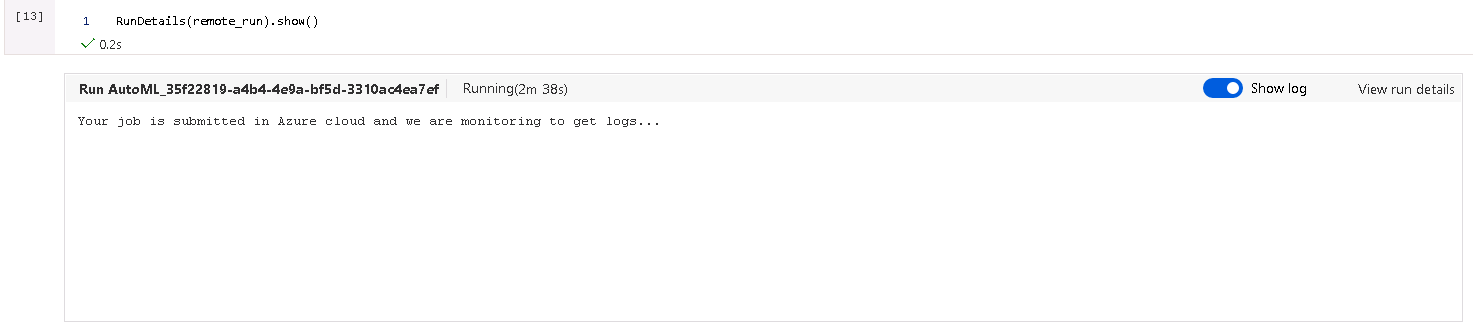 [13]
1 RunDetails(remote_run).show()
0.2s
Run AutoML_35f22819-a4b4-4e9a-bf5d-3310ac4ea7ef Running(2m 38s) Show log View run details
Your job is submitted in Azure cloud and we are monitoring to get logs...